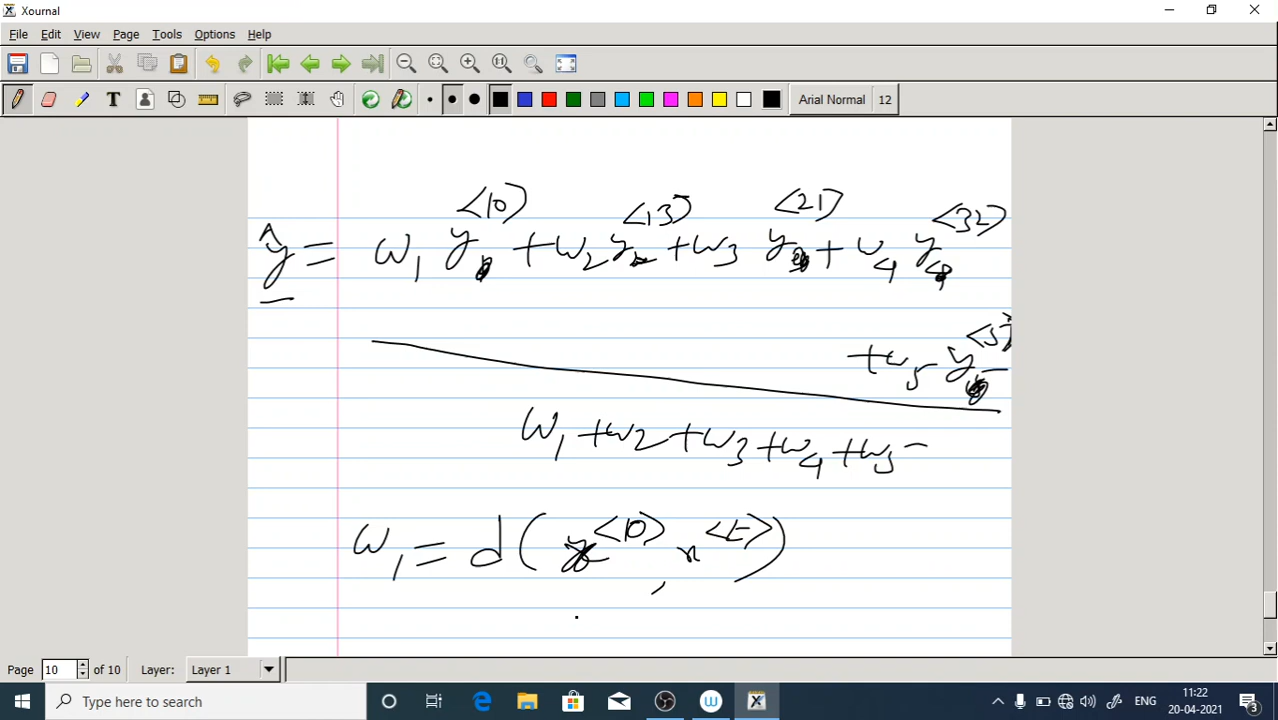 Xournal
File Edit View Page Tools Options Help
Arial Normal 12
ŷ = w1 y<10> + w2 y<13> + w3 y<21> + w4 y<32>
+ w5 y
w1 + w2 + w3 + w4 + w5
w1 = d( x<10>, x<t>)
Page 10 of 10 Layer: Layer 1
Type here to search
ENG
11:22
20-04-2021
3